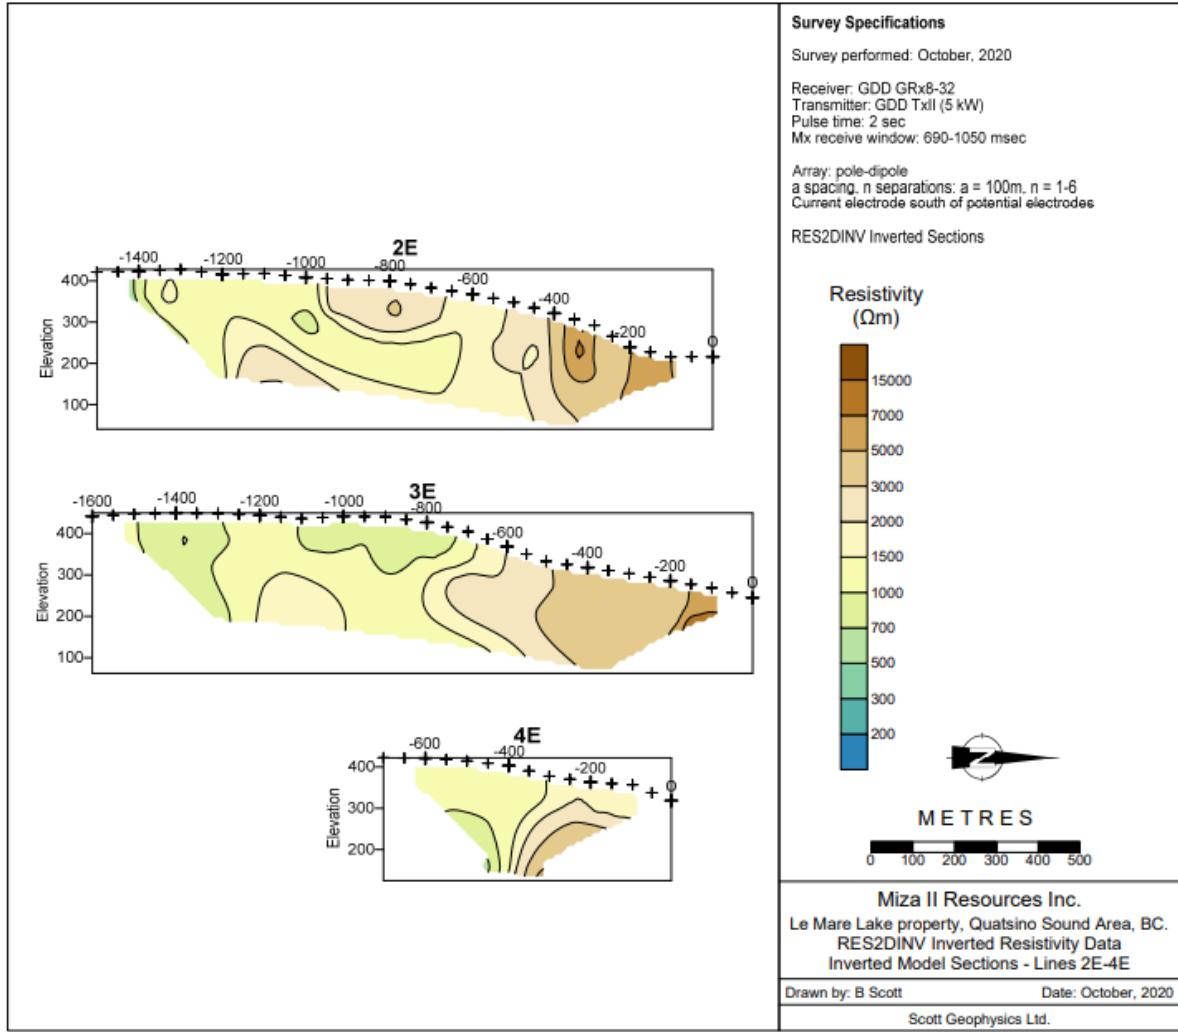 Survey Specifications
Survey performed: October, 2020
Receiver: GDD GRx8-32
Transmitter: GDD TxII (5 kW)
Pulse time: 2 sec
Mx receive window: 690-1050 msec
Array: pole-dipole
a spacing, n separations: a = 100m, n = 1-6
Current electrode south of potential electrodes
RES2DINV Inverted Sections
2E
-1400 -1200 -1000 -800 -600 -400 -200 0
Elevation
400
300
200
100
3E
-1600 -1400 -1200 -1000 -800 -600 -400 -200 0
Elevation
400
300
200
100
4E
-600 -400 -200 0
Elevation
400
300
200
Resistivity
(Ωm)
15000
7000
5000
3000
2000
1500
1000
700
500
300
200
N
METRES
0 100 200 300 400 500
Miza II Resources Inc.
Le Mare Lake property, Quatsino Sound Area, BC.
RES2DINV Inverted Resistivity Data
Inverted Model Sections - Lines 2E-4E
Drawn by: B Scott Date: October, 2020
Scott Geophysics Ltd.